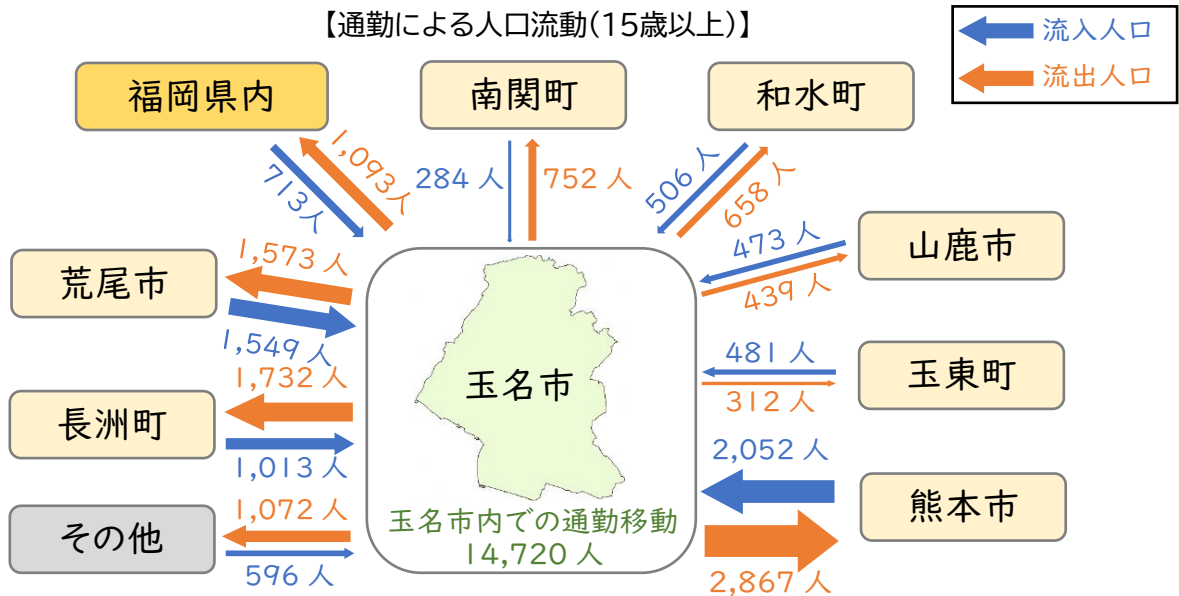 【通勤による人口流動(15歳以上)】
流入人口
流出人口
福岡県内
南関町
和水町
1,093人
713人
284 人
752 人
506 人
658 人
山鹿市
473 人
439 人
荒尾市
1,573 人
1,549 人
玉名市
481 人
312 人
玉東町
長洲町
1,732 人
1,013 人
2,052 人
2,867 人
熊本市
その他
1,072 人
596 人
玉名市内での通勤移動
14,720 人